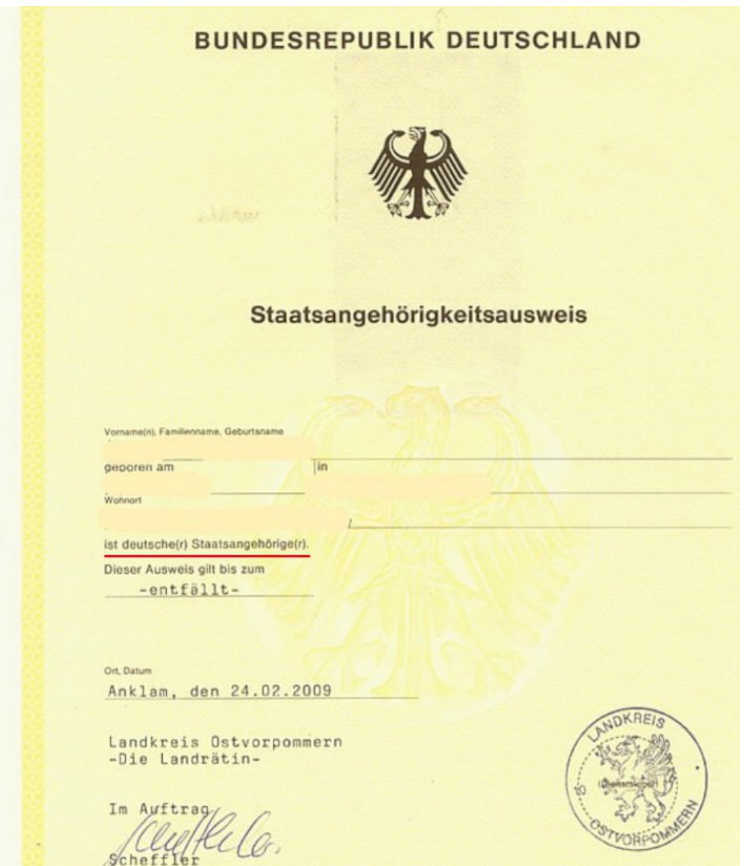 BUNDESREPUBLIK DEUTSCHLAND
Staatsangehörigkeitsausweis
Vorname(n), Familienname, Geburtsname
geboren am in
Wohnort
ist deutsche(r) Staatsangehörige(r).
Dieser Ausweis gilt bis zum
-entfällt-
Ort, Datum
Anklam, den 24.02.2009
Landkreis Ostvorpommern
-Die Landrätin-
Im Auftrag
Scheffler
LANDKREIS
OSTVORPOMMERN